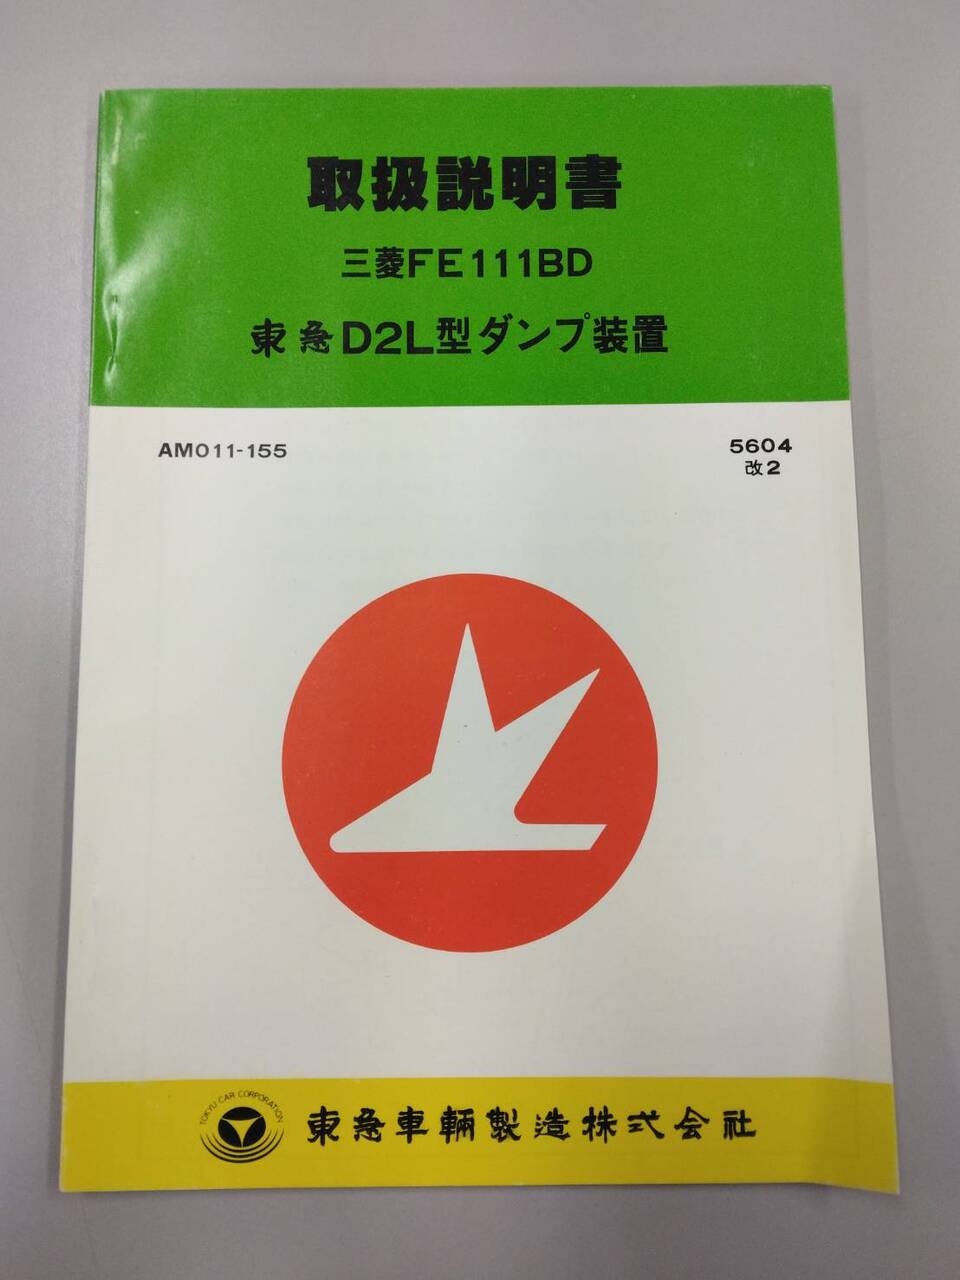 取扱説明書
三菱FE111BD
東急D2L型ダンプ装置
AM011-155
5604
改2
TOKYU CAR CORPORATION
東急車輛製造株式会社